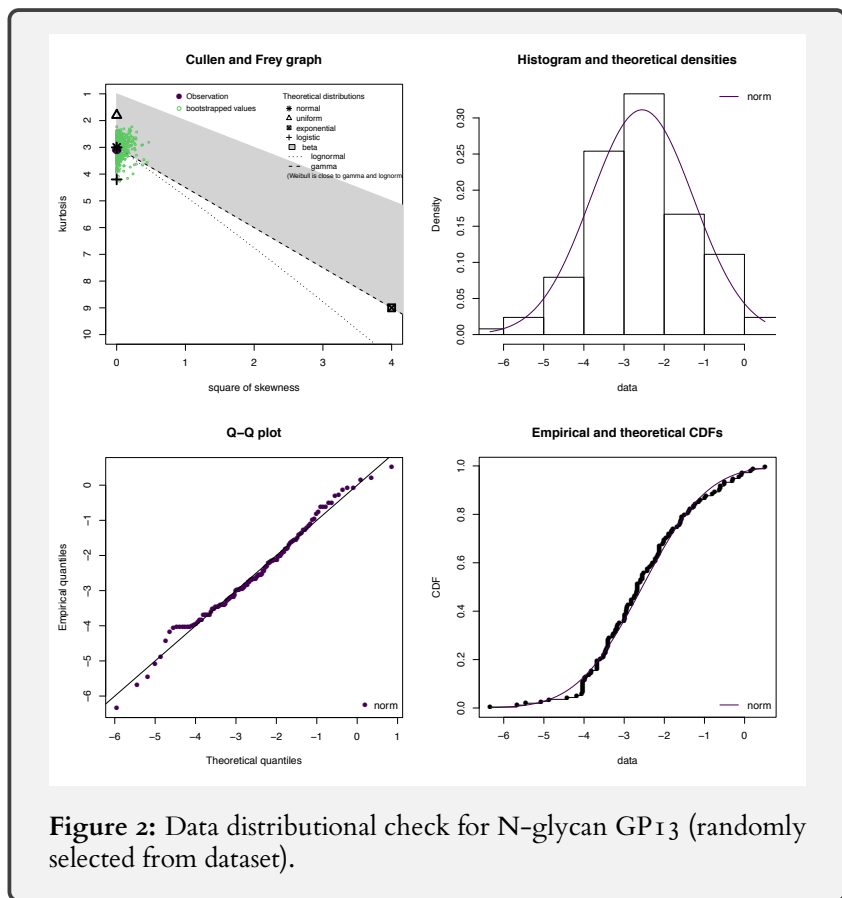 Cullen and Frey graph
Observation
bootstrapped values
Theoretical distributions
normal
uniform
exponential
logistic
beta
lognormal
gamma
(Weibull is close to gamma and lognorm
kurtosis
1
2
3
4
5
6
7
8
9
10
0
1
2
3
4
square of skewness
Histogram and theoretical densities
norm
Density
0.30
0.25
0.20
0.15
0.10
0.05
0.00
−6
−5
−4
−3
−2
−1
0
data
Q−Q plot
Empirical quantiles
0
−1
−2
−3
−4
−5
−6
norm
−6
−5
−4
−3
−2
−1
0
1
Theoretical quantiles
Empirical and theoretical CDFs
CDF
1.0
0.8
0.6
0.4
0.2
0.0
norm
−6
−5
−4
−3
−2
−1
0
data
Figure 2: Data distributional check for N-glycan GP13 (randomly
selected from dataset).